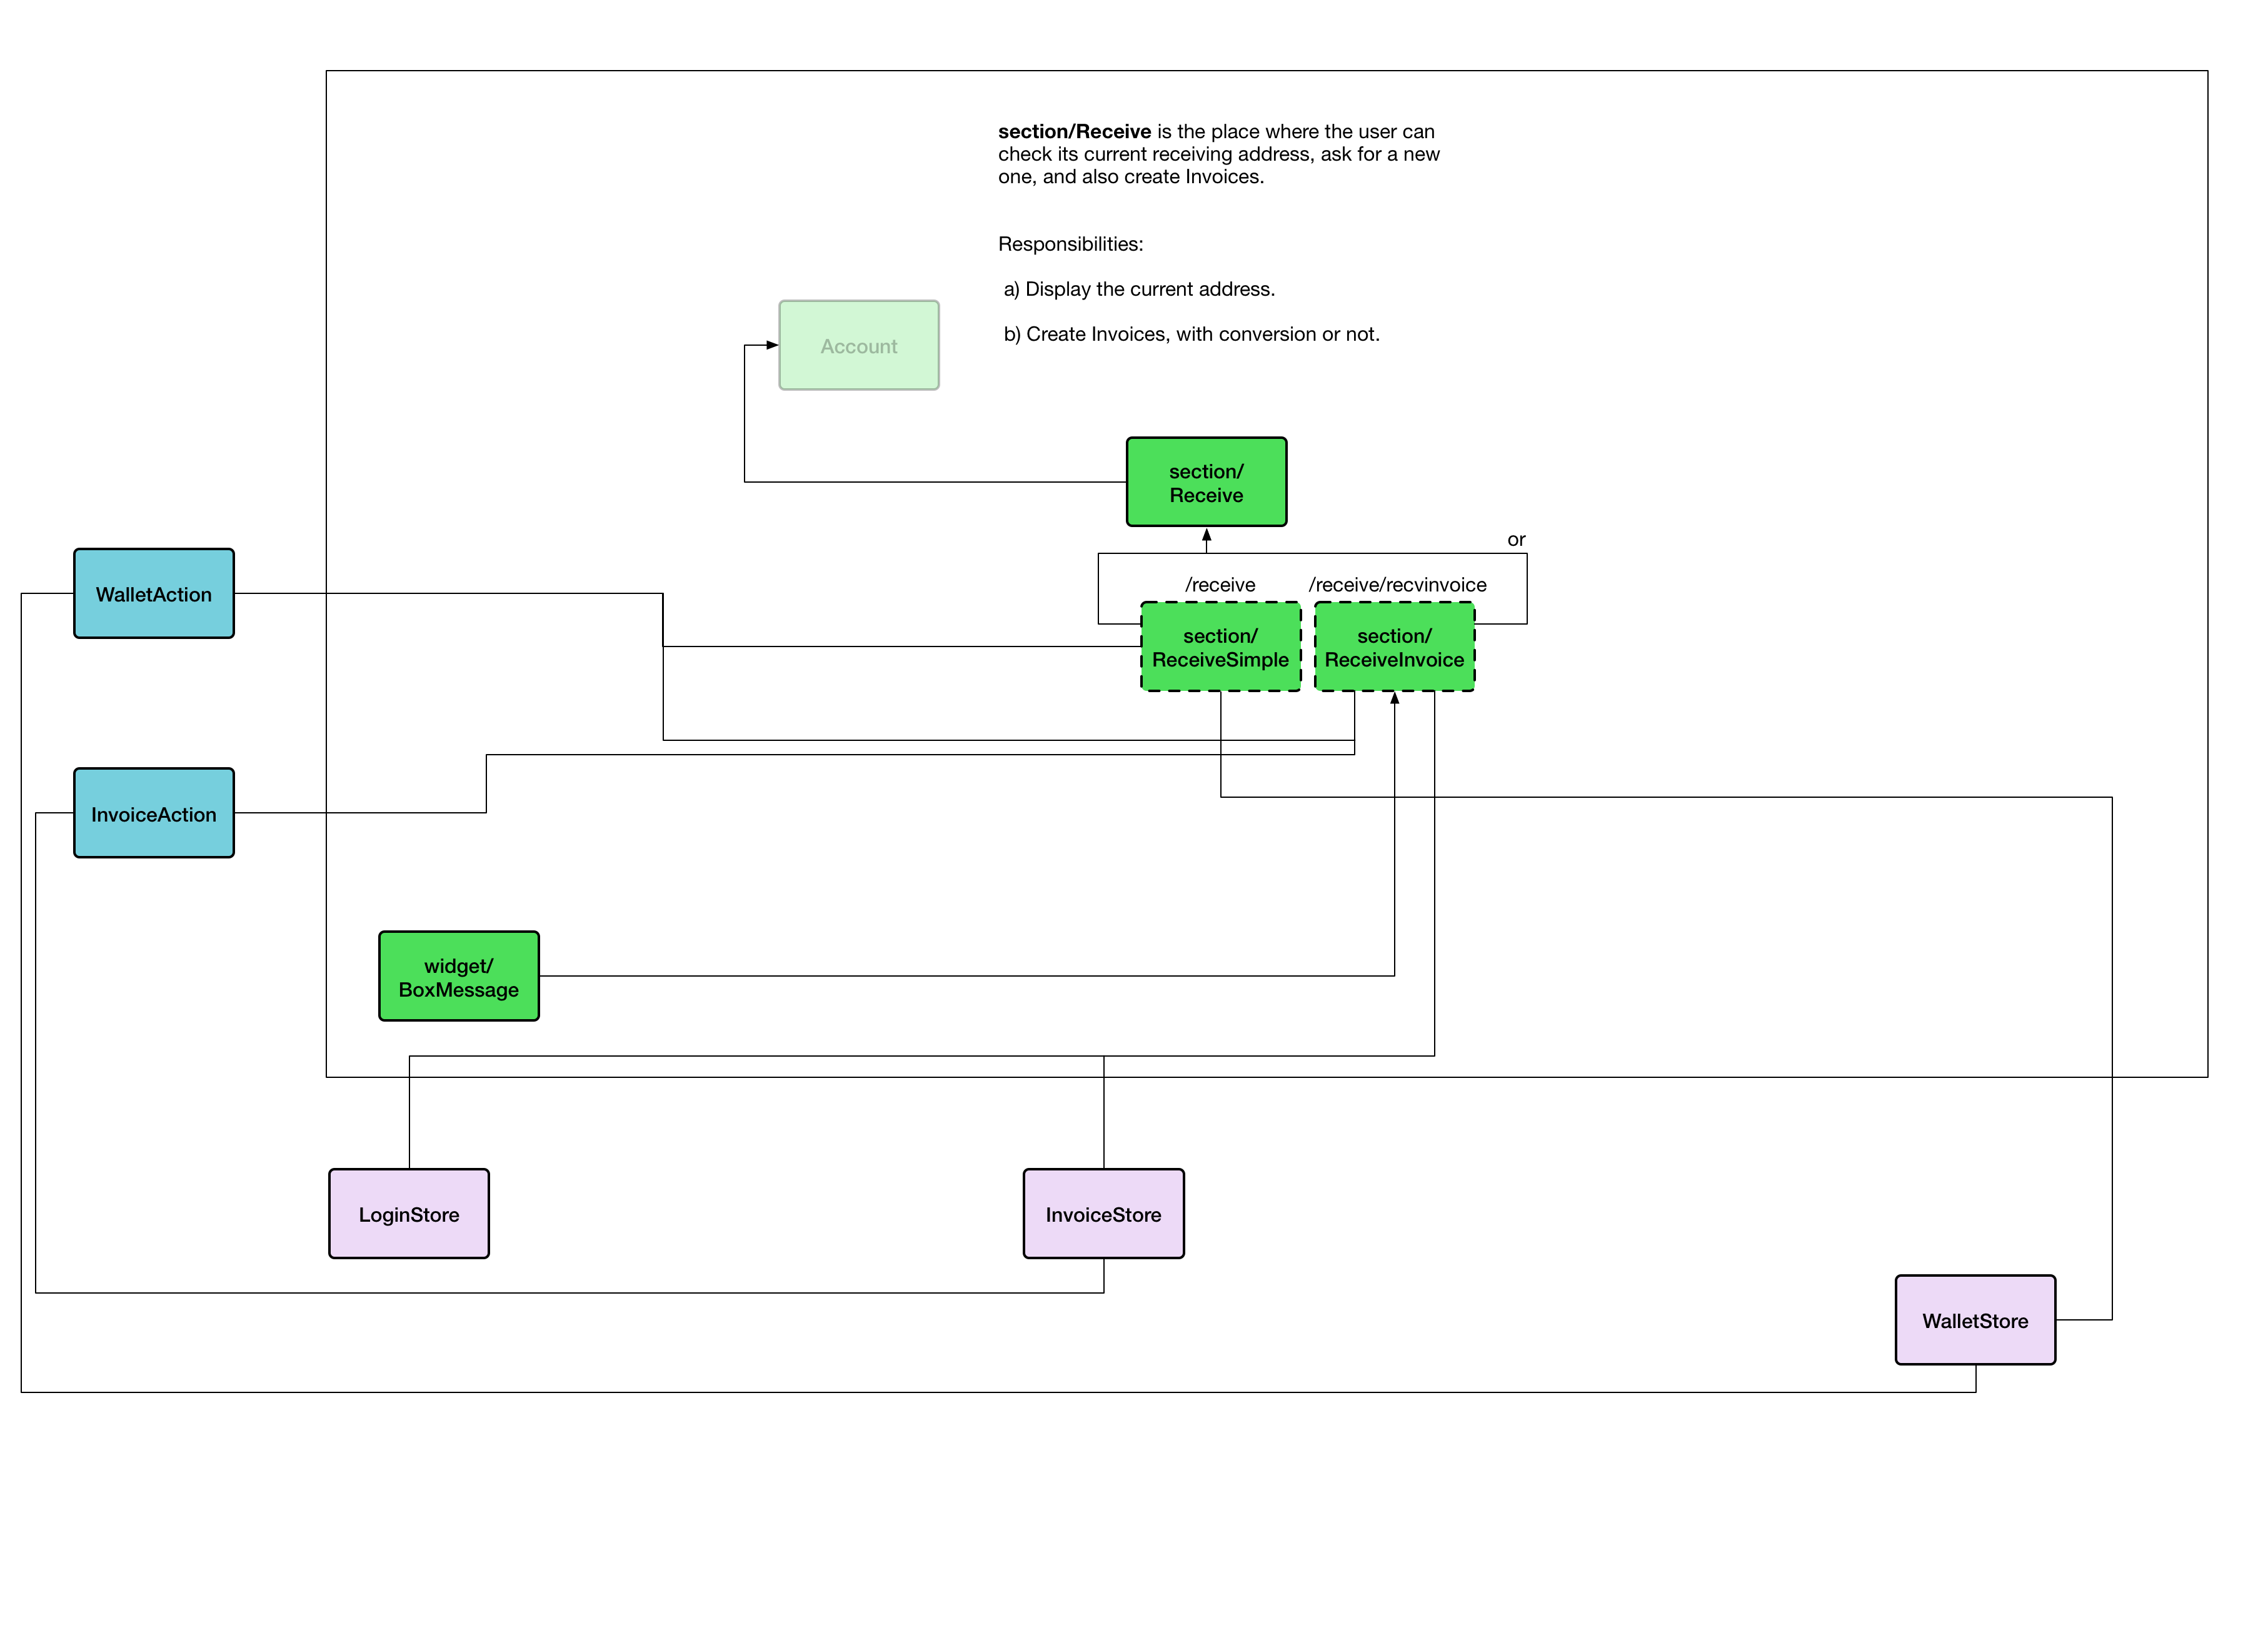 section/Receive is the place where the user can
check its current receiving address, ask for a new
one, and also create Invoices.
Responsibilities:
a) Display the current address.
b) Create Invoices, with conversion or not.
Account
section/
Receive
or
/receive
/receive/recvinvoice
WalletAction
section/
ReceiveSimple
section/
ReceiveInvoice
InvoiceAction
widget/
BoxMessage
LoginStore
InvoiceStore
WalletStore